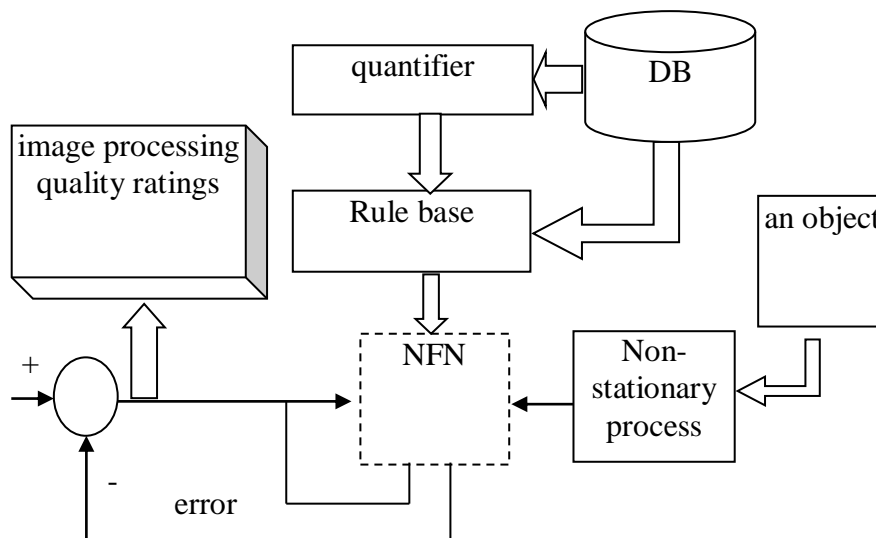 quantifier
DB
image processing
quality ratings
Rule base
an object
NFN
Non-
stationary
process
+
-
error